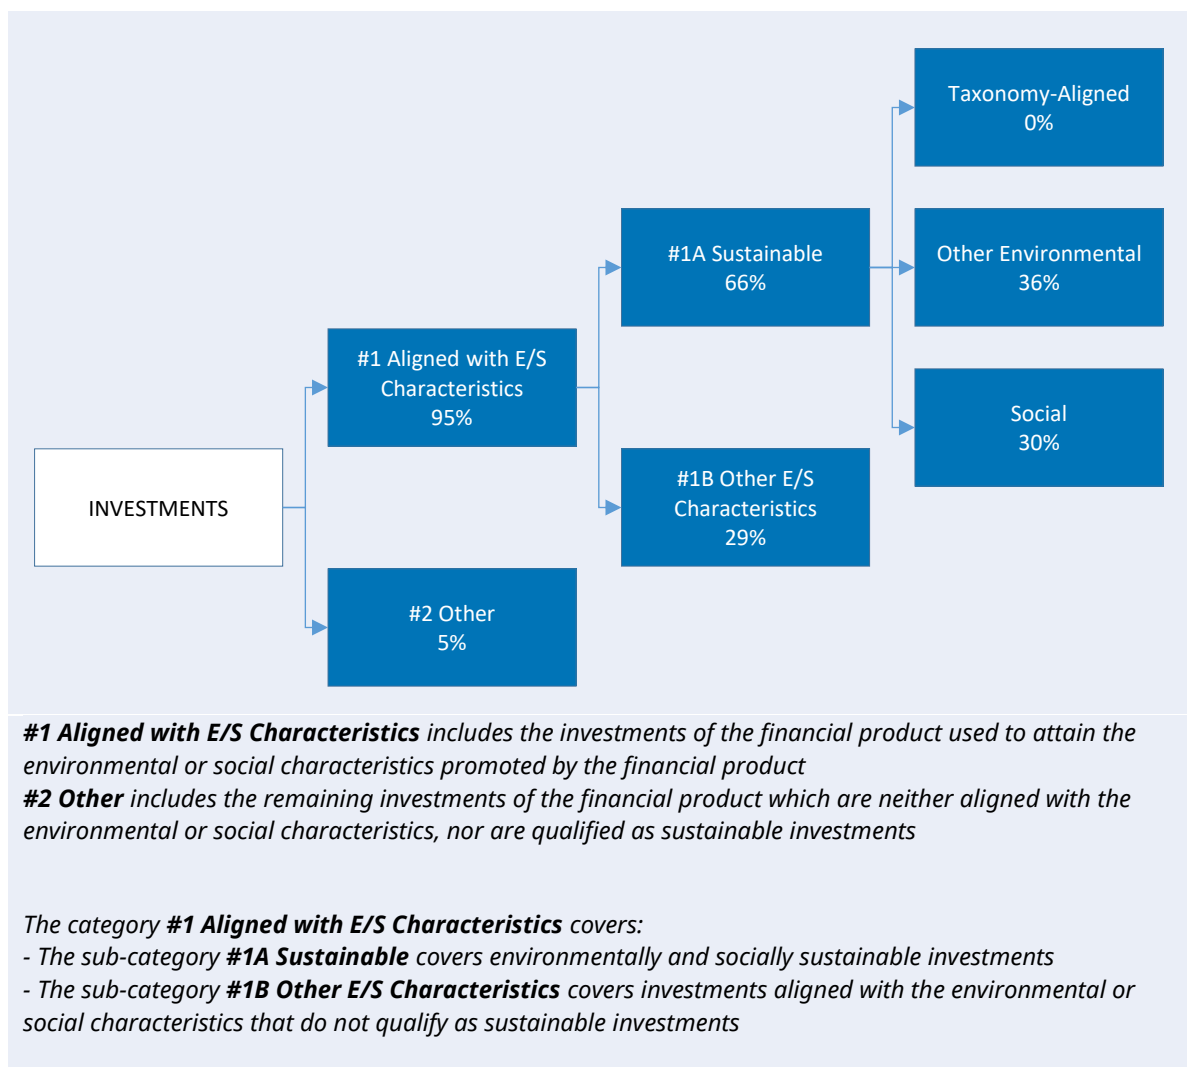 Taxonomy-Aligned
0%
#1A Sustainable
66%
Other Environmental
36%
#1 Aligned with E/S
Characteristics
95%
Social
30%
INVESTMENTS
#1B Other E/S
Characteristics
29%
#2 Other
5%
#1 Aligned with E/S Characteristics includes the investments of the financial product used to attain the
environmental or social characteristics promoted by the financial product
#2 Other includes the remaining investments of the financial product which are neither aligned with the
environmental or social characteristics, nor are qualified as sustainable investments
The category #1 Aligned with E/S Characteristics covers:
- The sub-category #1A Sustainable covers environmentally and socially sustainable investments
- The sub-category #1B Other E/S Characteristics covers investments aligned with the environmental or
social characteristics that do not qualify as sustainable investments